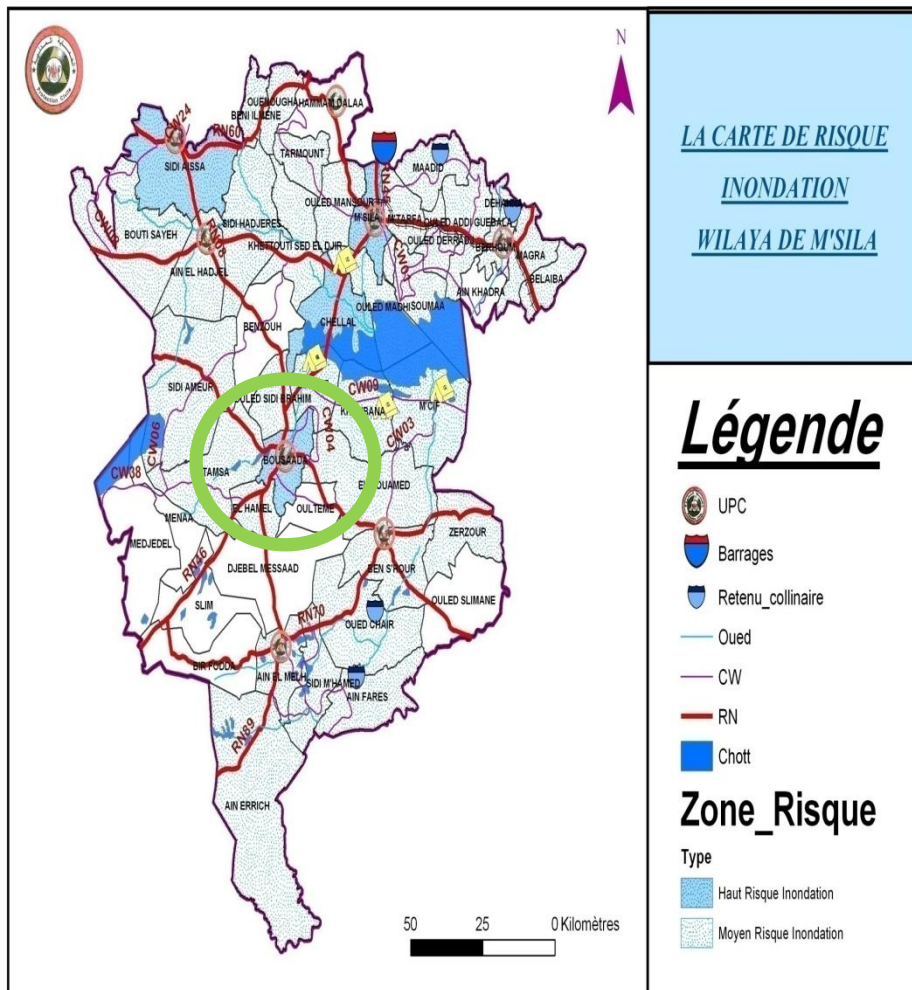 LA CARTE DE RISQUE
INONDATION
WILAYA DE M'SILA
N
CW24
RN60
BENI ILMENE
TARMOUNT
SIDI AISSA
MAADID
OULED MANSOUR
M'SILA
M'TARFA
OULED ADDI GUEBALA
OULED DERRADJ
BERHOUM
MAGRA
BELAIBA
AIN KHADRA
BOUTI SAYEH
SIDI HADJERES
KHETTOUTI SED EL DJIR
AIN EL HADJEL
CW01
OULED MADHI
SOUMAA
CHELLAL
BENZOUH
SIDI AMEUR
OULED SIDI BRAHIM
CW09
M'CIF
CW04
CW03
CW06
CW38
TAMSA
BOUSAADA
EL HAMEL
OULTEME
MENAA
MEDJEDEL
ZERZOUR
DJEBEL MESSAAD
BEN S'ROUR
RN46
SLIM
OULED SLIMANE
RN70
OUED CHAIR
BIR FODDA
AIN EL MELH
SIDI M'HAMED
AIN FARES
RN89
AIN ERRICH
50
25
0 Kilomètres
Légende
UPC
Barrages
Retenu_collinaire
Oued
CW
RN
Chott
Zone_Risque
Type
Haut Risque Inondation
Moyen Risque Inondation